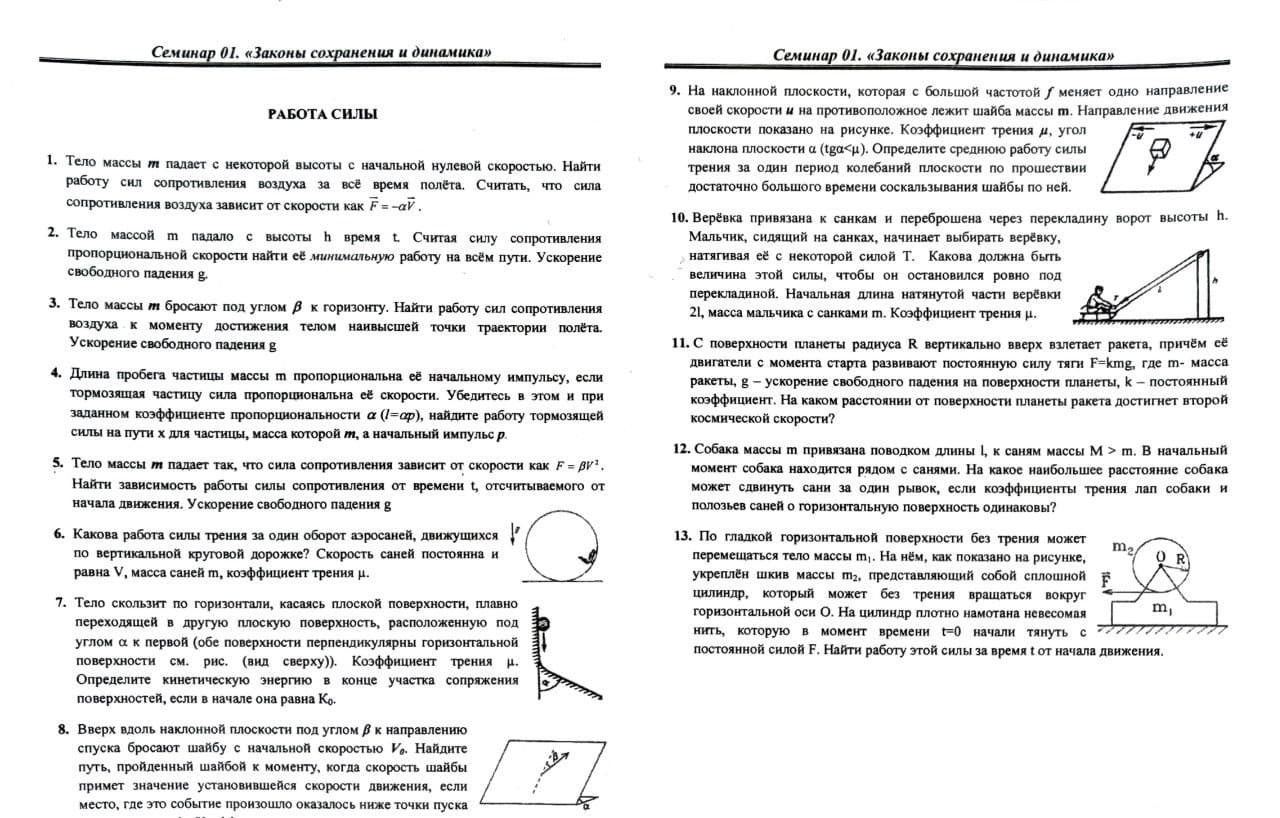 Семинар 01. «Законы сохранения и динамика»
РАБОТА СИЛЫ
1. Тело массы m падает с некоторой высоты с начальной нулевой скоростью. Найти
работу сил сопротивления воздуха за всё время полёта. Считать, что сила
сопротивления воздуха зависит от скорости как F⃗ = −αV⃗ .
2. Тело массой m падало с высоты h время t. Считая силу сопротивления
пропорциональной скорости найти её минимальную работу на всём пути. Ускорение
свободного падения g.
3. Тело массы m бросают под углом β к горизонту. Найти работу сил сопротивления
воздуха к моменту достижения телом наивысшей точки траектории полёта.
Ускорение свободного падения g
4. Длина пробега частицы массы m пропорциональна её начальному импульсу, если
тормозящая частицу сила пропорциональна её скорости. Убедитесь в этом и при
заданном коэффициенте пропорциональности α (l=αp), найдите работу тормозящей
силы на пути x для частицы, масса которой m, а начальный импульс p.
5. Тело массы m падает так, что сила сопротивления зависит от скорости как F = βV².
Найти зависимость работы силы сопротивления от времени t, отсчитываемого от
начала движения. Ускорение свободного падения g
6. Какова работа силы трения за один оборот аэросаней, движущихся
по вертикальной круговой дорожке? Скорость саней постоянна и
равна V, масса саней m, коэффициент трения μ.
7. Тело скользит по горизонтали, касаясь плоской поверхности, плавно
переходящей в другую плоскую поверхность, расположенную под
углом α к первой (обе поверхности перпендикулярны горизонтальной
поверхности см. рис. (вид сверху)). Коэффициент трения μ.
Определите кинетическую энергию в конце участка сопряжения
поверхностей, если в начале она равна K₀.
α
8. Вверх вдоль наклонной плоскости под углом β к направлению
спуска бросают шайбу с начальной скоростью V₀. Найдите
путь, пройденный шайбой к моменту, когда скорость шайбы
примет значение установившейся скорости движения, если
место, где это событие произошло оказалось ниже точки пуска
β
α
Семинар 01. «Законы сохранения и динамика»
9. На наклонной плоскости, которая с большой частотой f меняет одно направление
своей скорости u на противоположное лежит шайба массы m. Направление движения
плоскости показано на рисунке. Коэффициент трения μ, угол
наклона плоскости α (tgα<μ). Определите среднюю работу силы
трения за один период колебаний плоскости по прошествии
достаточно большого времени соскальзывания шайбы по ней.
-u +u
α
10. Верёвка привязана к санкам и переброшена через перекладину ворот высоты h.
Мальчик, сидящий на санках, начинает выбирать верёвку,
натягивая её с некоторой силой T. Какова должна быть
величина этой силы, чтобы он остановился ровно под
перекладиной. Начальная длина натянутой части верёвки
2l, масса мальчика с санками m. Коэффициент трения μ.
T
h
11. С поверхности планеты радиуса R вертикально вверх взлетает ракета, причём её
двигатели с момента старта развивают постоянную силу тяги F=kmg, где m- масса
ракеты, g – ускорение свободного падения на поверхности планеты, k – постоянный
коэффициент. На каком расстоянии от поверхности планеты ракета достигнет второй
космической скорости?
12. Собака массы m привязана поводком длины l, к саням массы M > m. В начальный
момент собака находится рядом с санями. На какое наибольшее расстояние собака
может сдвинуть сани за один рывок, если коэффициенты трения лап собаки и
полозьев саней о горизонтальную поверхность одинаковы?
13. По гладкой горизонтальной поверхности без трения может
перемещаться тело массы m₁. На нём, как показано на рисунке,
укреплён шкив массы m₂, представляющий собой сплошной
цилиндр, который может без трения вращаться вокруг
горизонтальной оси O. На цилиндр плотно намотана невесомая
нить, которую в момент времени t=0 начали тянуть с
постоянной силой F. Найти работу этой силы за время t от начала движения.
m₂
O R
F⃗
m₁